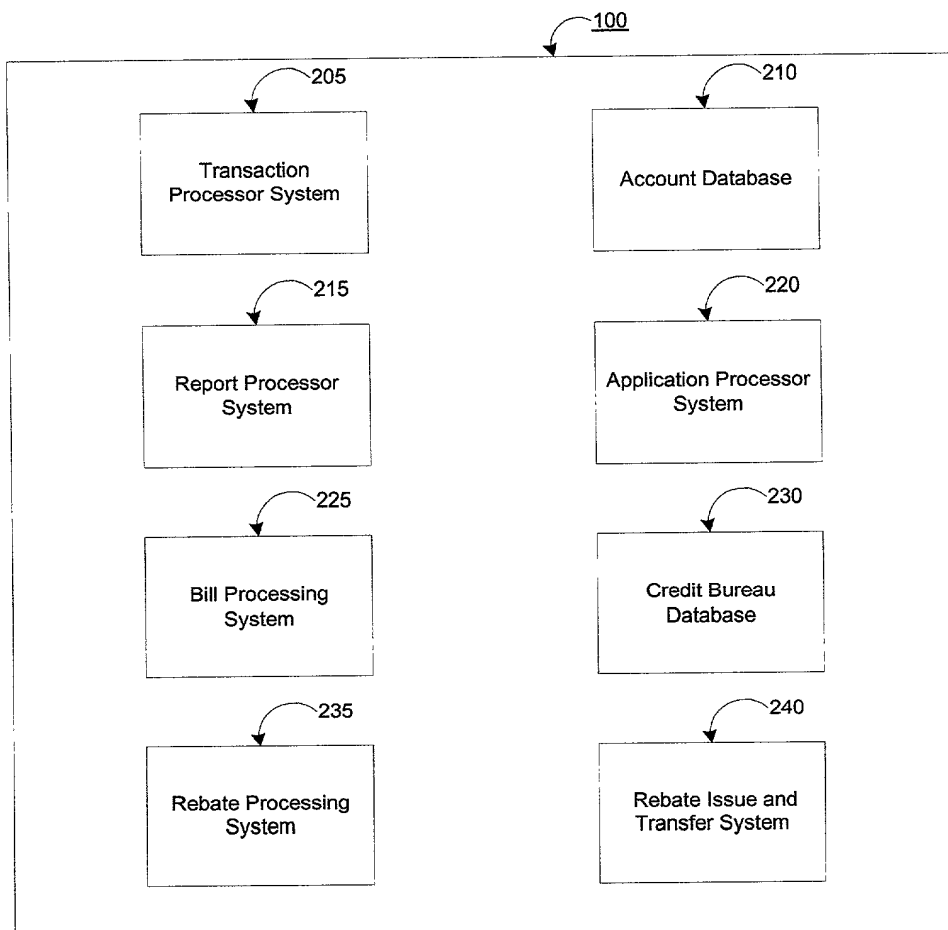 100
205
210
Transaction
Processor System
Account Database
215
220
Report Processor
System
Application Processor
System
225
230
Bill Processing
System
Credit Bureau
Database
235
240
Rebate Processing
System
Rebate Issue and
Transfer System